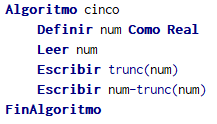 Algoritmo cinco
Definir num Como Real
Leer num
Escribir trunc(num)
Escribir num-trunc(num)
FinAlgoritmo